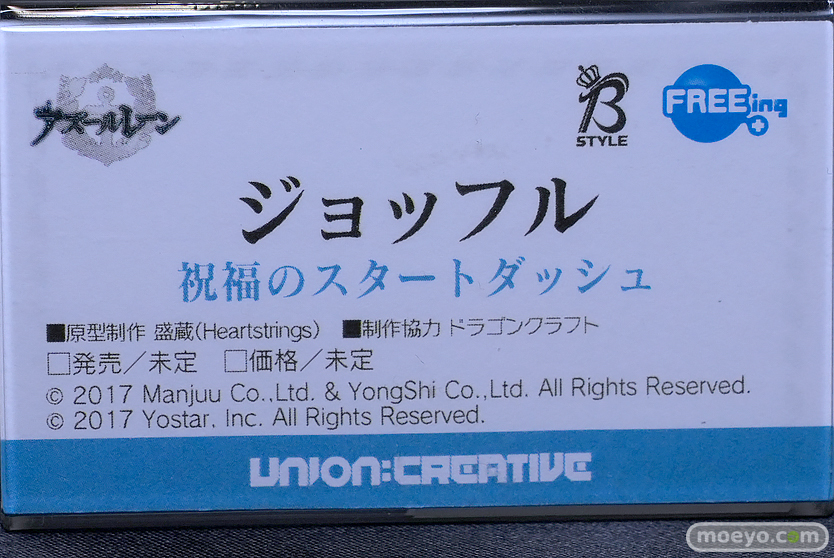 アズールレーン
B
STYLE
FREEing
ジョッフル
祝福のスタートダッシュ
■原型制作 盛蔵(Heartstrings) ■制作協力 ドラゴンクラフト
□発売/未定 □価格/未定
© 2017 Manjuu Co.,Ltd. & YongShi Co.,Ltd. All Rights Reserved.
© 2017 Yostar, Inc. All Rights Reserved.
UNION:CREATIVE
moeyo.com